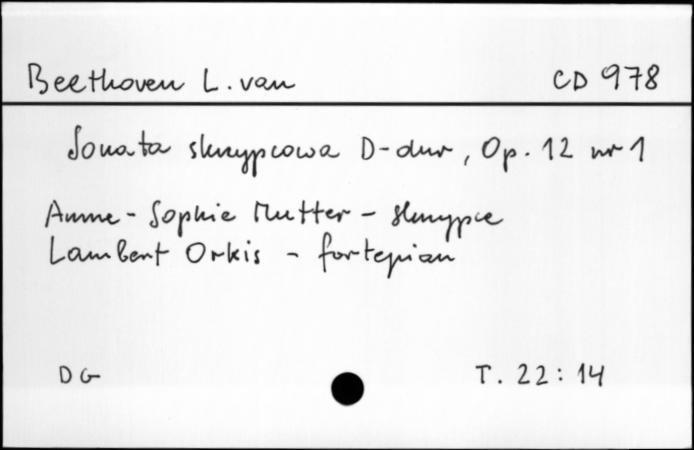 Beethoven L. van CD 978
Sonata skrzypcowa D-dur, Op. 12 nr 1
Anne-Sophie Mutter - skrzypce
Lambert Orkis - fortepian
DG T. 22:14